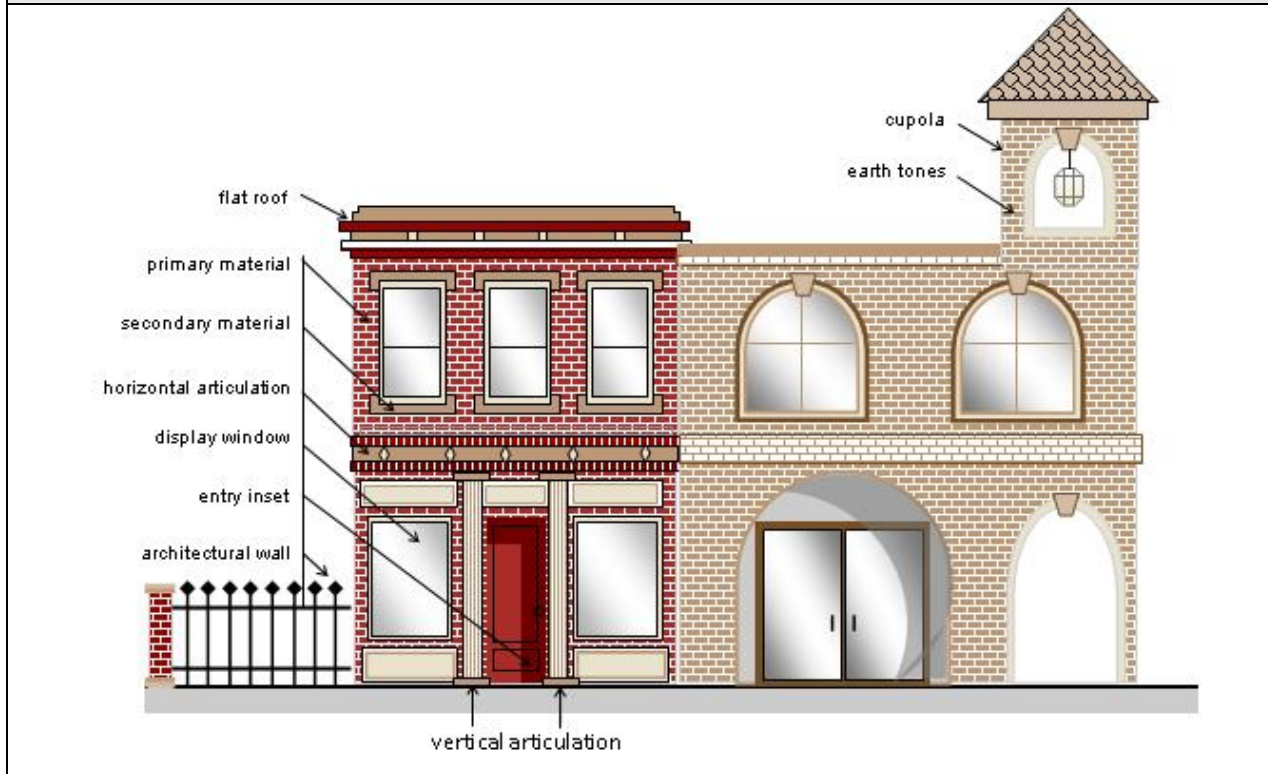 cupola
earth tones
flat roof
primary material
secondary material
horizontal articulation
display window
entry inset
architectural wall
vertical articulation